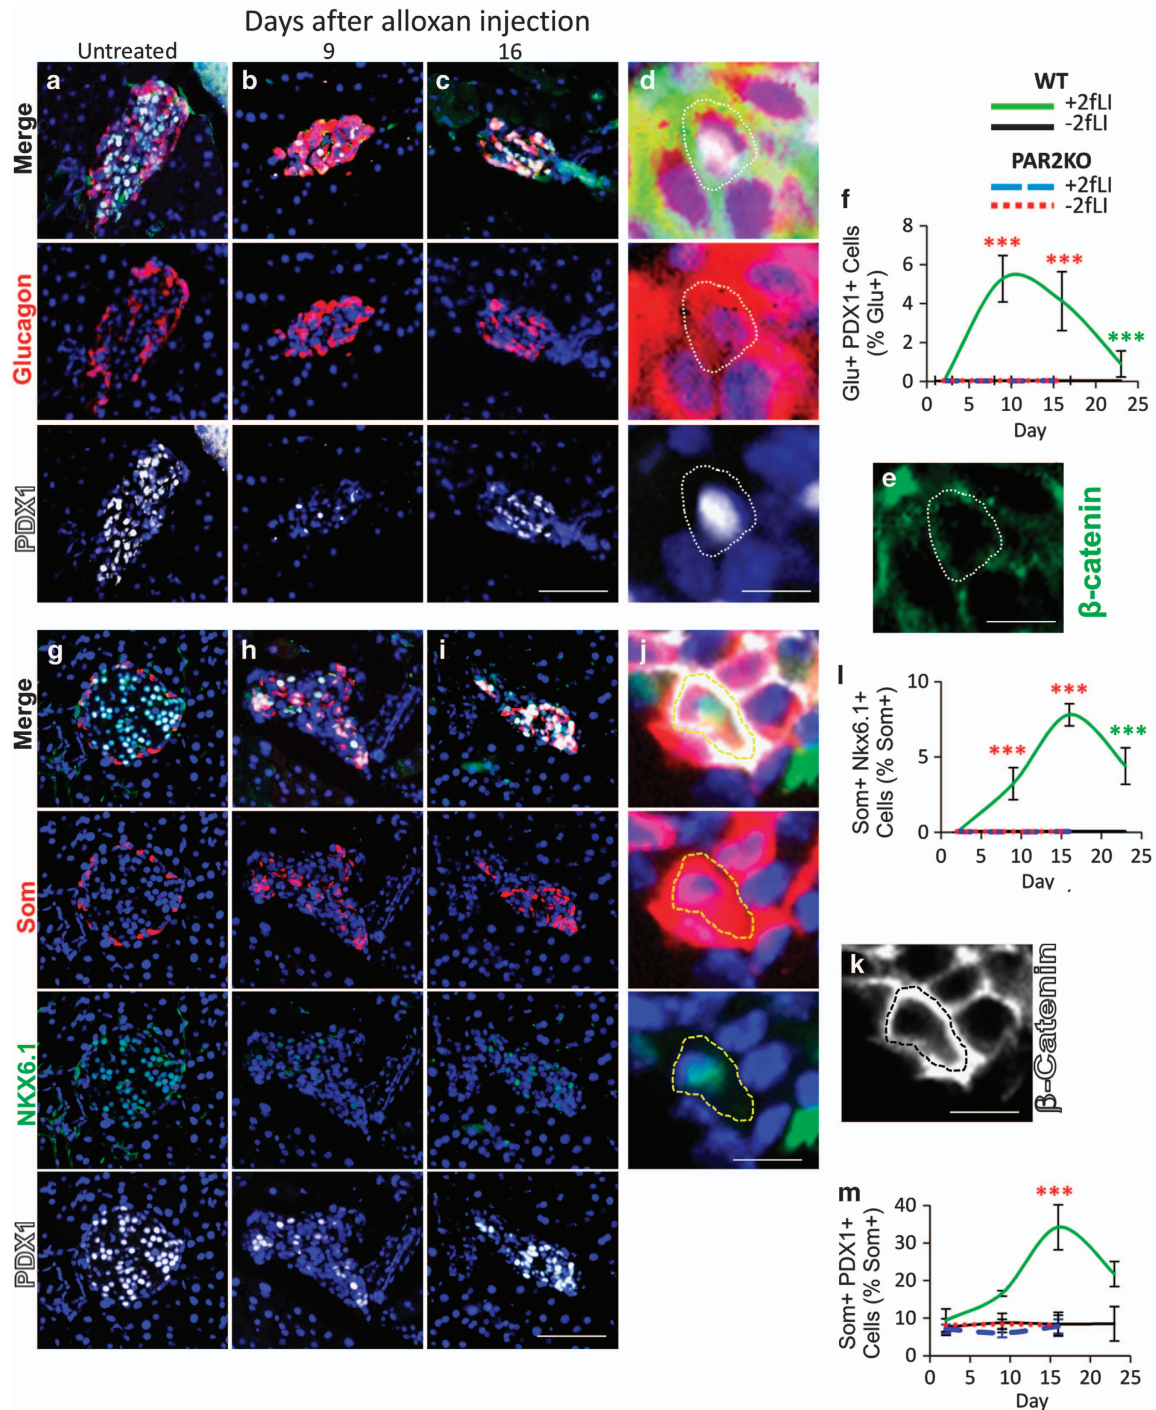 Days after alloxan injection
Untreated
9
16
Merge
a
b
c
d
Glucagon
PDX1
WT
+2fLI
-2fLI
PAR2KO
+2fLI
-2fLI
f
Glu+ PDX1+ Cells
(% Glu+)
8
6
4
2
0
***
***
***
0 5 10 15 20 25
Day
e
β-catenin
Merge
g
h
i
j
Som
NKX6.1
PDX1
l
Som+ Nkx6.1+
Cells (% Som+)
10
5
0
***
***
***
0 5 10 15 20 25
Day
k
β-Catenin
m
Som+ PDX1+
Cells (% Som+)
40
30
20
10
0
***
0 5 10 15 20 25
Day